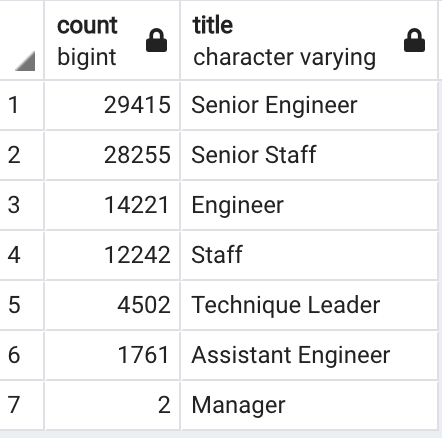 count title
bigint character varying
1 29415 Senior Engineer
2 28255 Senior Staff
3 14221 Engineer
4 12242 Staff
5 4502 Technique Leader
6 1761 Assistant Engineer
7 2 Manager